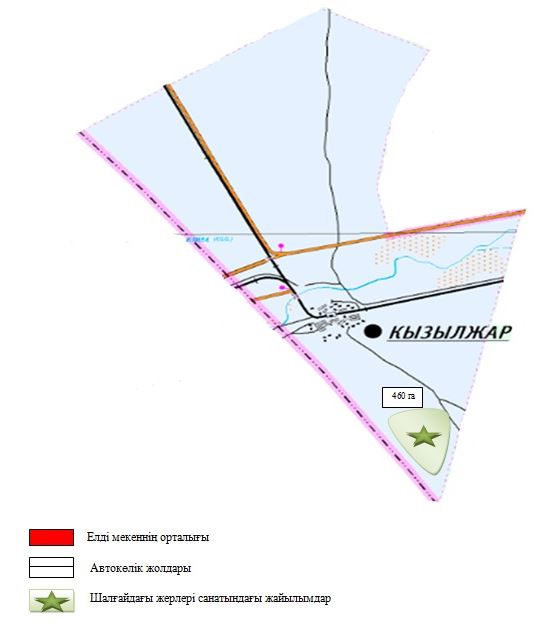 КЫЗЫЛЖАР
460 га
Елді мекеннің орталығы
Автокөлік жолдары
Шалғайдағы жерлері санатындағы жайылымдар